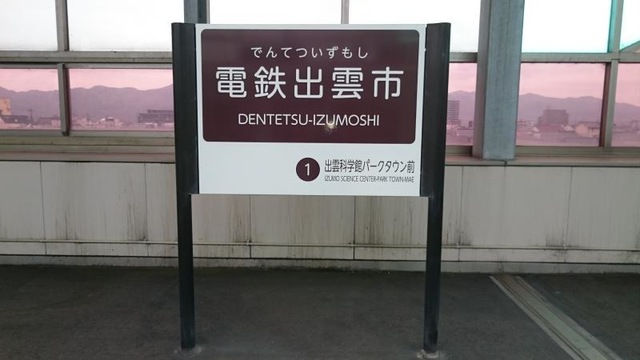 でんてついずもし
電鉄出雲市
DENTETSU-IZUMOSHI
1 出雲科学館パークタウン前
IZUMO SCIENCE CENTER-PARK TOWN-MAE